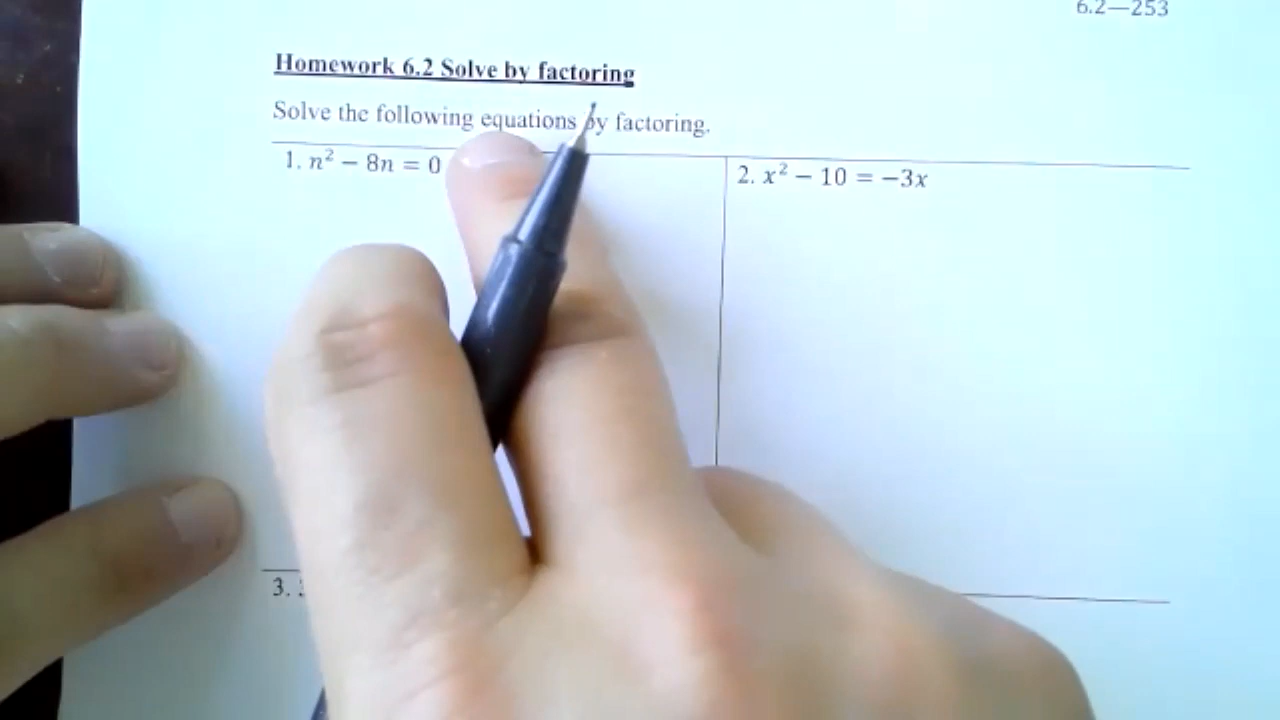 6.2—253
Homework 6.2 Solve by factoring
Solve the following equations by factoring.
1. n² − 8n = 0
2. x² − 10 = −3x
3.